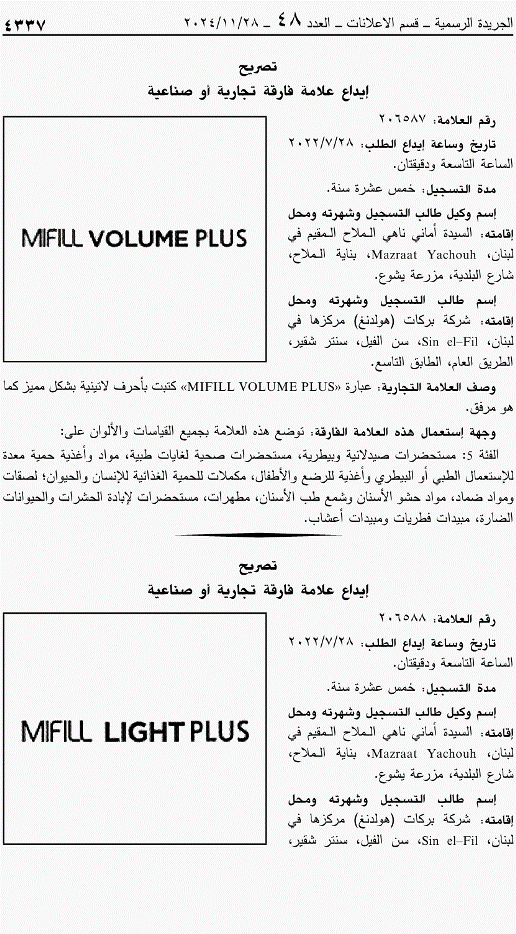 الجريدة الرسمية ــ قسم الاعلانات ــ العدد ٤٨ ــ ٢٠٢٤/١١/٢٨
٤٣٣٧
تصريح
إيداع علامة فارقة تجارية أو صناعية
رقم العلامة: ٢٠٦٥٨٧
تاريخ وساعة إيداع الطلب: ٢٠٢٢/٧/٢٨
الساعة التاسعة ودقيقتان.
مدة التسجيل: خمس عشرة سنة.
إسم وكيل طالب التسجيل وشهرته ومحل
إقامته: السيدة أماني ناهي الـملاح الـمقيم في
لبنان، Mazraat Yachouh، بناية الـملاح،
شارع البلدية، مزرعة يشوع.
إسم طالب التسجيل وشهرته ومحل
إقامته: شركة بركات (هولدنغ) مركزها في
لبنان، Sin el–Fil، سن الفيل، سنتر شقير،
الطريق العام، الطابق التاسع.
MIFILL VOLUME PLUS
وصف العلامة التجارية: عبارة «MIFILL VOLUME PLUS» كتبت بأحرف لاتينية بشكل مميز كما
هو مرفق.
وجهة إستعمال هذه العلامة الفارقة: توضع هذه العلامة بجميع القياسات والألوان على:
الفئة 5: مستحضرات صيدلانية وبيطرية، مستحضرات صحية لغايات طبية، مواد وأغذية حمية معدة
للإستعمال الطبي أو البيطري وأغذية للرضع والأطفال، مكملات للحمية الغذائية للإنسان والحيوان؛ لصقات
ومواد ضماد، مواد حشو الأسنان وشمع طب الأسنان، مطهرات، مستحضرات لإبادة الحشرات والحيوانات
الضارة، مبيدات فطريات ومبيدات أعشاب.
تصريح
إيداع علامة فارقة تجارية أو صناعية
رقم العلامة: ٢٠٦٥٨٨
تاريخ وساعة إيداع الطلب: ٢٠٢٢/٧/٢٨
الساعة التاسعة ودقيقتان.
مدة التسجيل: خمس عشرة سنة.
إسم وكيل طالب التسجيل وشهرته ومحل
إقامته: السيدة أماني ناهي الـملاح الـمقيم في
لبنان، Mazraat Yachouh، بناية الـملاح،
شارع البلدية، مزرعة يشوع.
إسم طالب التسجيل وشهرته ومحل
إقامته: شركة بركات (هولدنغ) مركزها في
لبنان، Sin el–Fil، سن الفيل، سنتر شقير،
MIFILL LIGHT PLUS